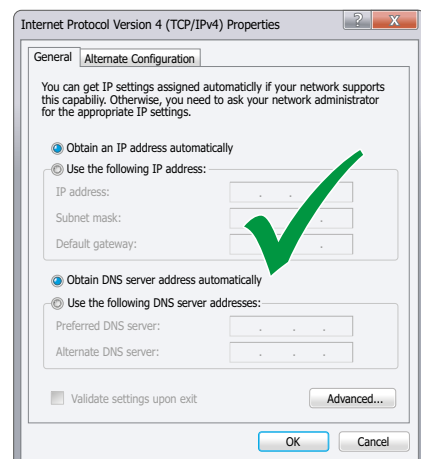 Internet Protocol Version 4 (TCP/IPv4) Properties
? X
General Alternate Configuration
You can get IP settings assigned automaticlly if your network supports
this capabiliy. Otherwise, you need to ask your network administrator
for the appropriate IP settings.
Obtain an IP address automatically
Use the following IP address:
IP address:
Subnet mask:
Default gateway:
Obtain DNS server address automatically
Use the following DNS server addresses:
Preferred DNS server:
Alternate DNS server:
Validate settings upon exit
Advanced...
OK Cancel